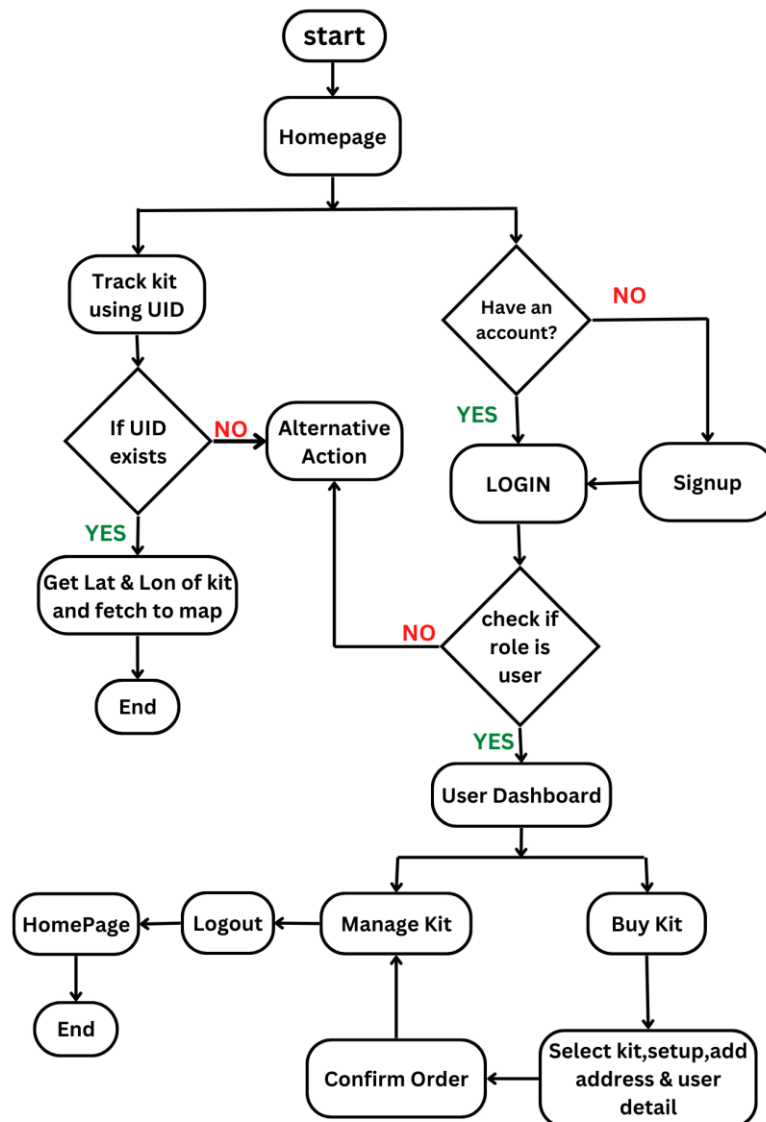 start
Homepage
Track kit
using UID
Have an
account?
NO
YES
If UID
exists
NO
Alternative
Action
LOGIN
Signup
YES
Get Lat & Lon of kit
and fetch to map
check if
role is
user
NO
End
YES
User Dashboard
HomePage
Logout
Manage Kit
Buy Kit
End
Confirm Order
Select kit,setup,add
address & user
detail